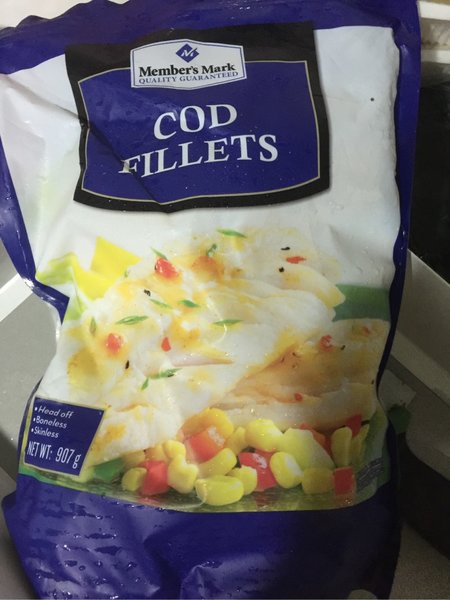 Member's Mark
QUALITY GUARANTEED
COD
FILLETS
• Head off
• Boneless
• Skinless
NET WT: 907 g